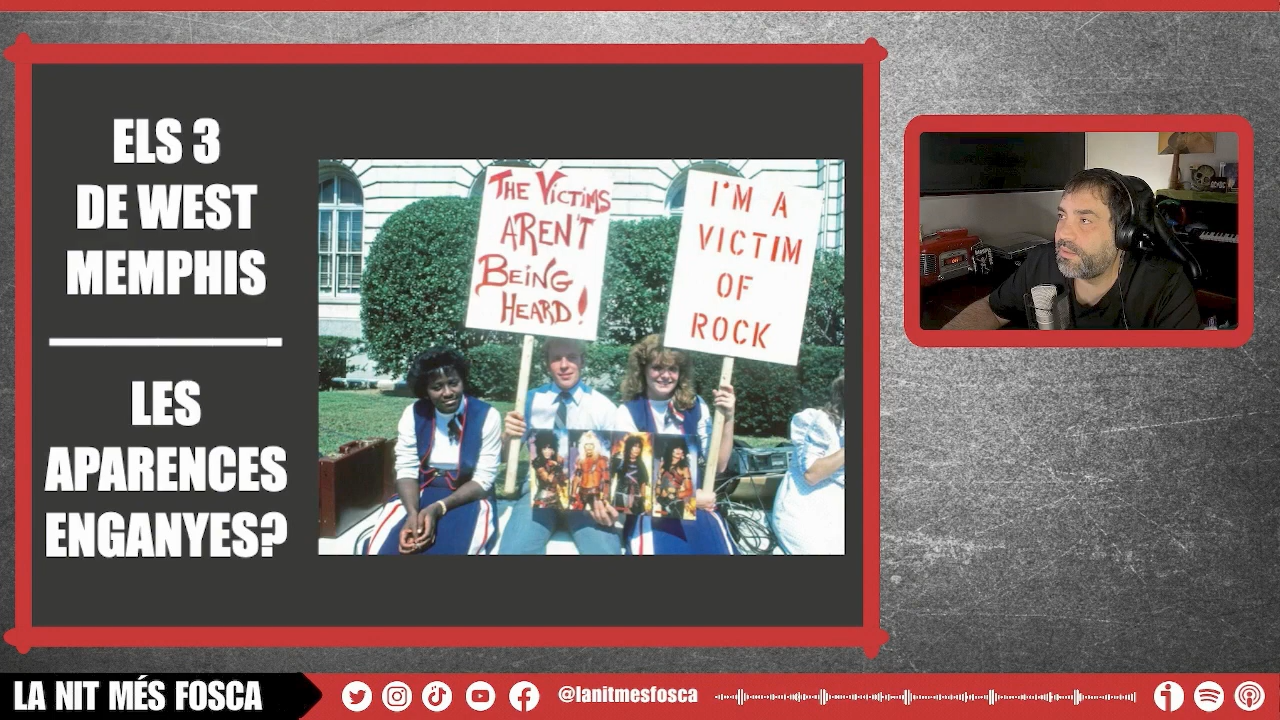 ELS 3
DE WEST
MEMPHIS
LES
APARENCES
ENGANYES?
THE VICTIMS
AREN'T
BEING
HEARD!
I'M A
VICTIM
OF
ROCK
LA NIT MÉS FOSCA
@lanitmesfosca